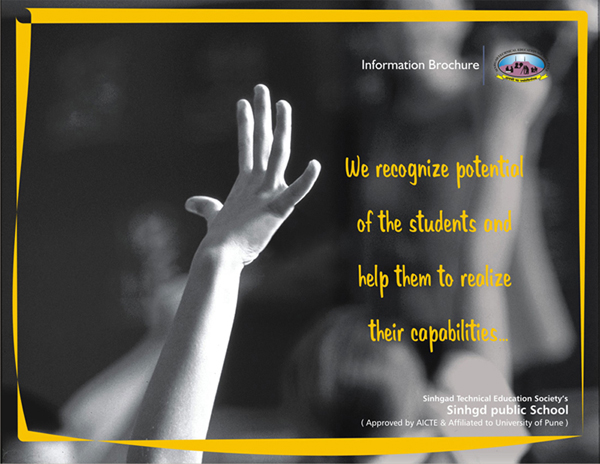 Information Brochure
We recognize potential
of the students and
help them to realize
their capabilities...
Sinhgad Technical Education Society's
Sinhgd public School
( Approved by AICTE & Affiliated to University of Pune )